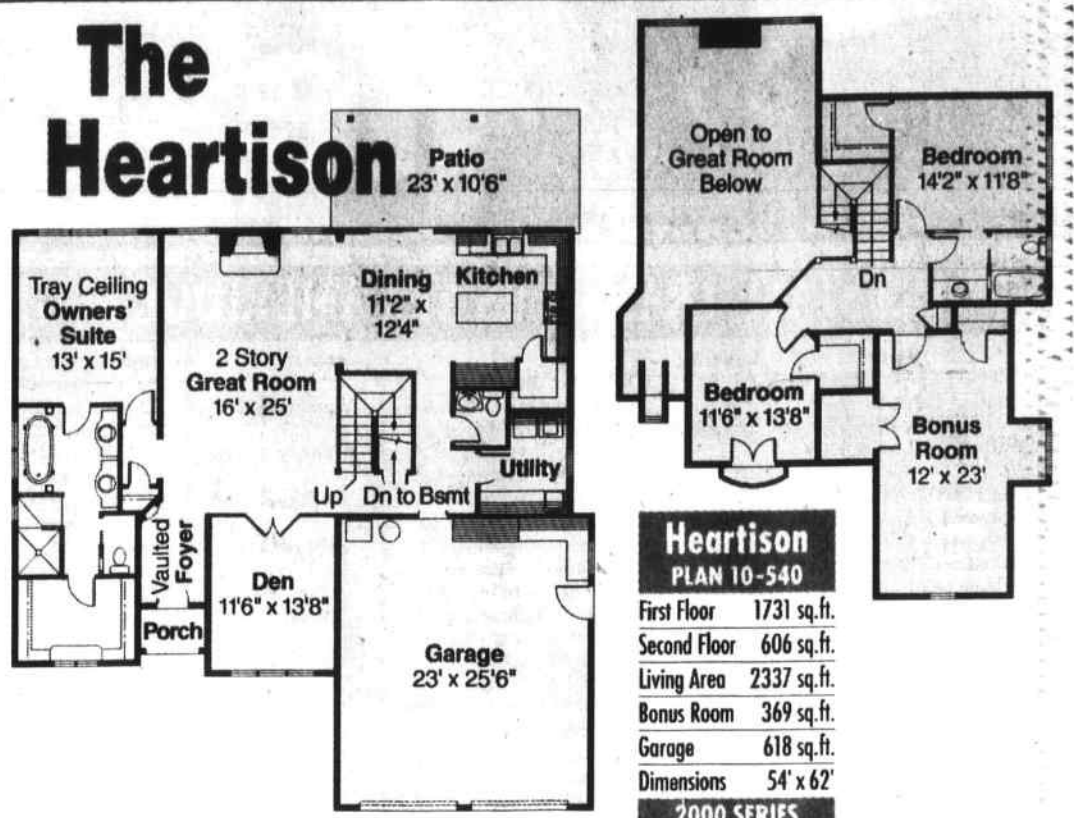 The
Heartison
Patio
23' x 10'6"
Tray Ceiling
Owners'
Suite
13' x 15'
2 Story
Great Room
16' x 25'
Dining
11'2" x
12'4"
Kitchen
Utility
Up
Dn to Bsmt
Vaulted
Foyer
Porch
Den
11'6" x 13'8"
Garage
23' x 25'6"
Open to
Great Room
Below
Bedroom
14'2" x 11'8"
Dn
Bedroom
11'6" x 13'8"
Bonus
Room
12' x 23'
Heartison
PLAN 10-540
First Floor 1731 sq.ft.
Second Floor 606 sq.ft.
Living Area 2337 sq.ft.
Bonus Room 369 sq.ft.
Garage 618 sq.ft.
Dimensions 54' x 62'
2000 SERIES